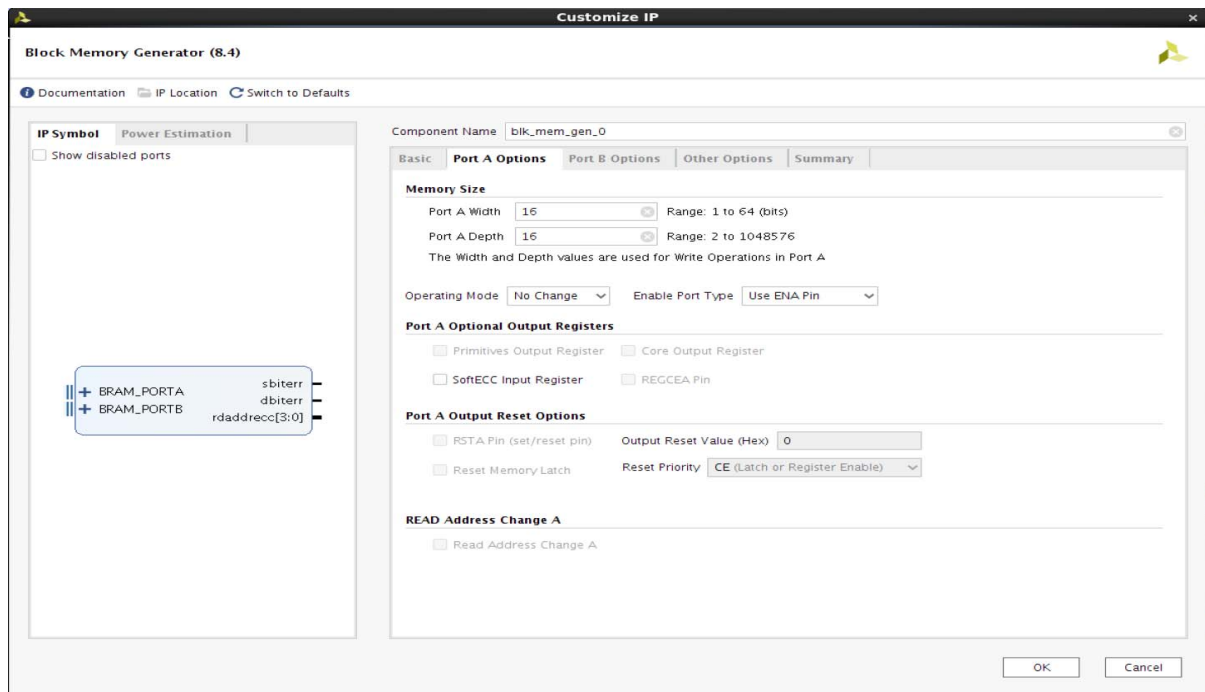 Customize IP
Block Memory Generator (8.4)
Documentation IP Location Switch to Defaults
IP Symbol Power Estimation
Show disabled ports
BRAM_PORTA
BRAM_PORTB
sbiterr
dbiterr
rdaddrecc[3:0]
Component Name blk_mem_gen_0
Basic Port A Options Port B Options Other Options Summary
Memory Size
Port A Width 16 Range: 1 to 64 (bits)
Port A Depth 16 Range: 2 to 1048576
The Width and Depth values are used for Write Operations in Port A
Operating Mode No Change Enable Port Type Use ENA Pin
Port A Optional Output Registers
Primitives Output Register Core Output Register
SoftECC Input Register REGCEA Pin
Port A Output Reset Options
RSTA Pin (set/reset pin) Output Reset Value (Hex) 0
Reset Memory Latch Reset Priority CE (Latch or Register Enable)
READ Address Change A
Read Address Change A
OK Cancel